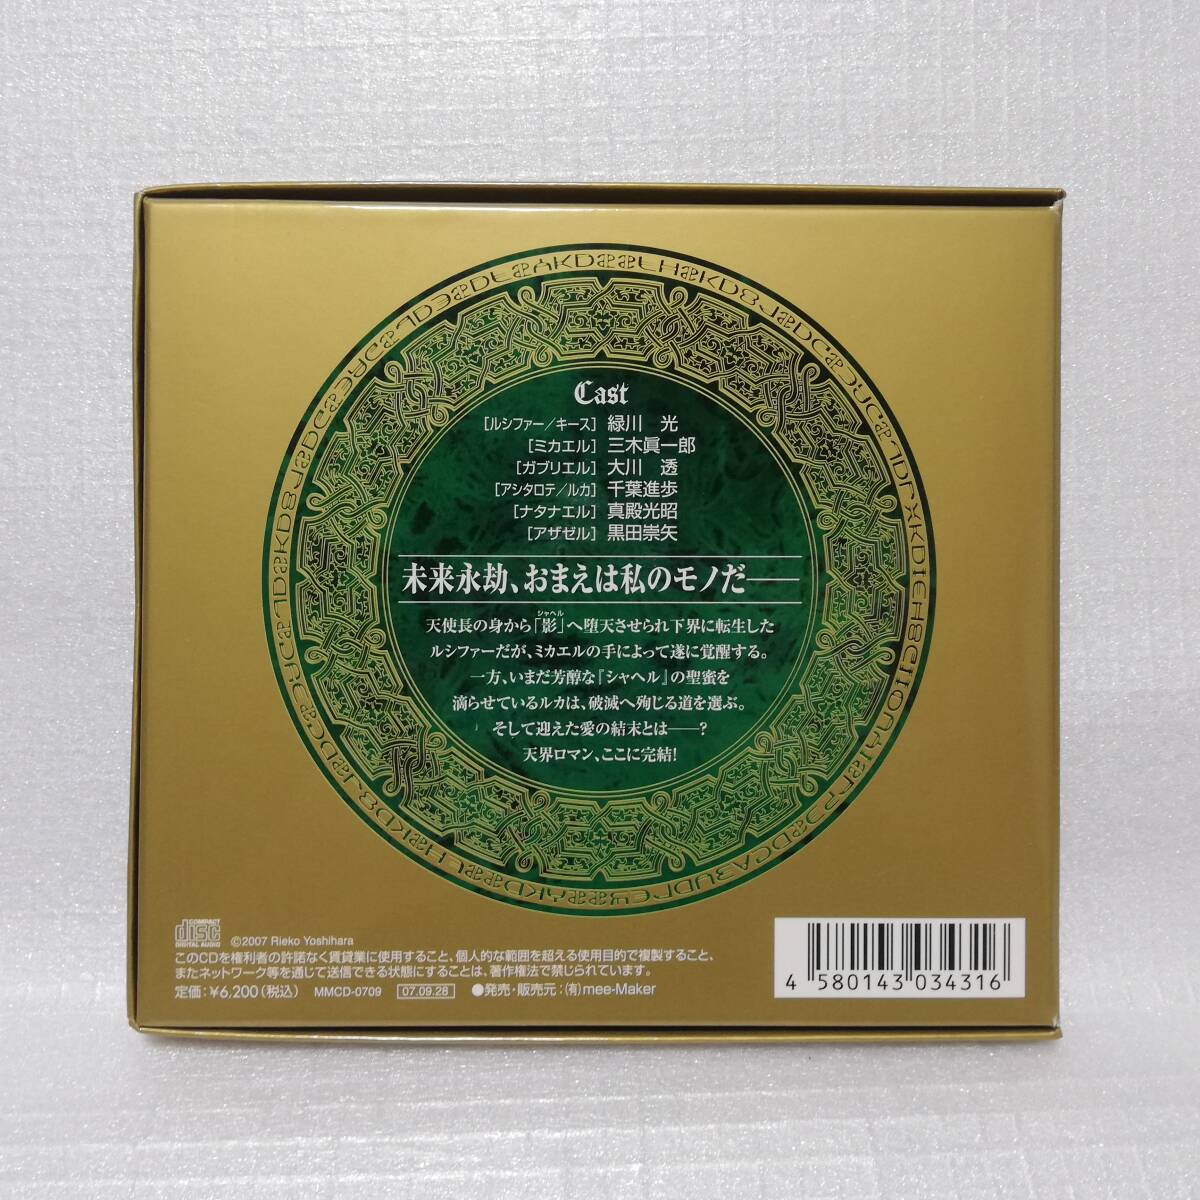 Cast
[ルシファー／キース] 緑川　光
[ミカエル] 三木眞一郎
[ガブリエル] 大川　透
[アシタロテ／ルカ] 千葉進歩
[ナタナエル] 真殿光昭
[アザゼル] 黒田崇矢
未来永劫、おまえは私のモノだ――
シャヘル
天使長の身から「影」へ堕天させられ下界に転生した
ルシファーだが、ミカエルの手によって遂に覚醒する。
一方、いまだ芳醇な『シャヘル』の聖蜜を
滴らせているルカは、破滅へ殉じる道を選ぶ。
そして迎えた愛の結末とは――？
天界ロマン、ここに完結！
COMPACT
disc
DIGITAL AUDIO
©2007 Rieko Yoshihara
このCDを権利者の許諾なく賃貸業に使用すること、個人的な範囲を超える使用目的で複製すること、
またネットワーク等を通じて送信できる状態にすることは、著作権法で禁じられています。
定価：¥6,200（税込） MMCD-0709 07.09.28 ●発売・販売元：(有)mee-Maker
4 580143 034316